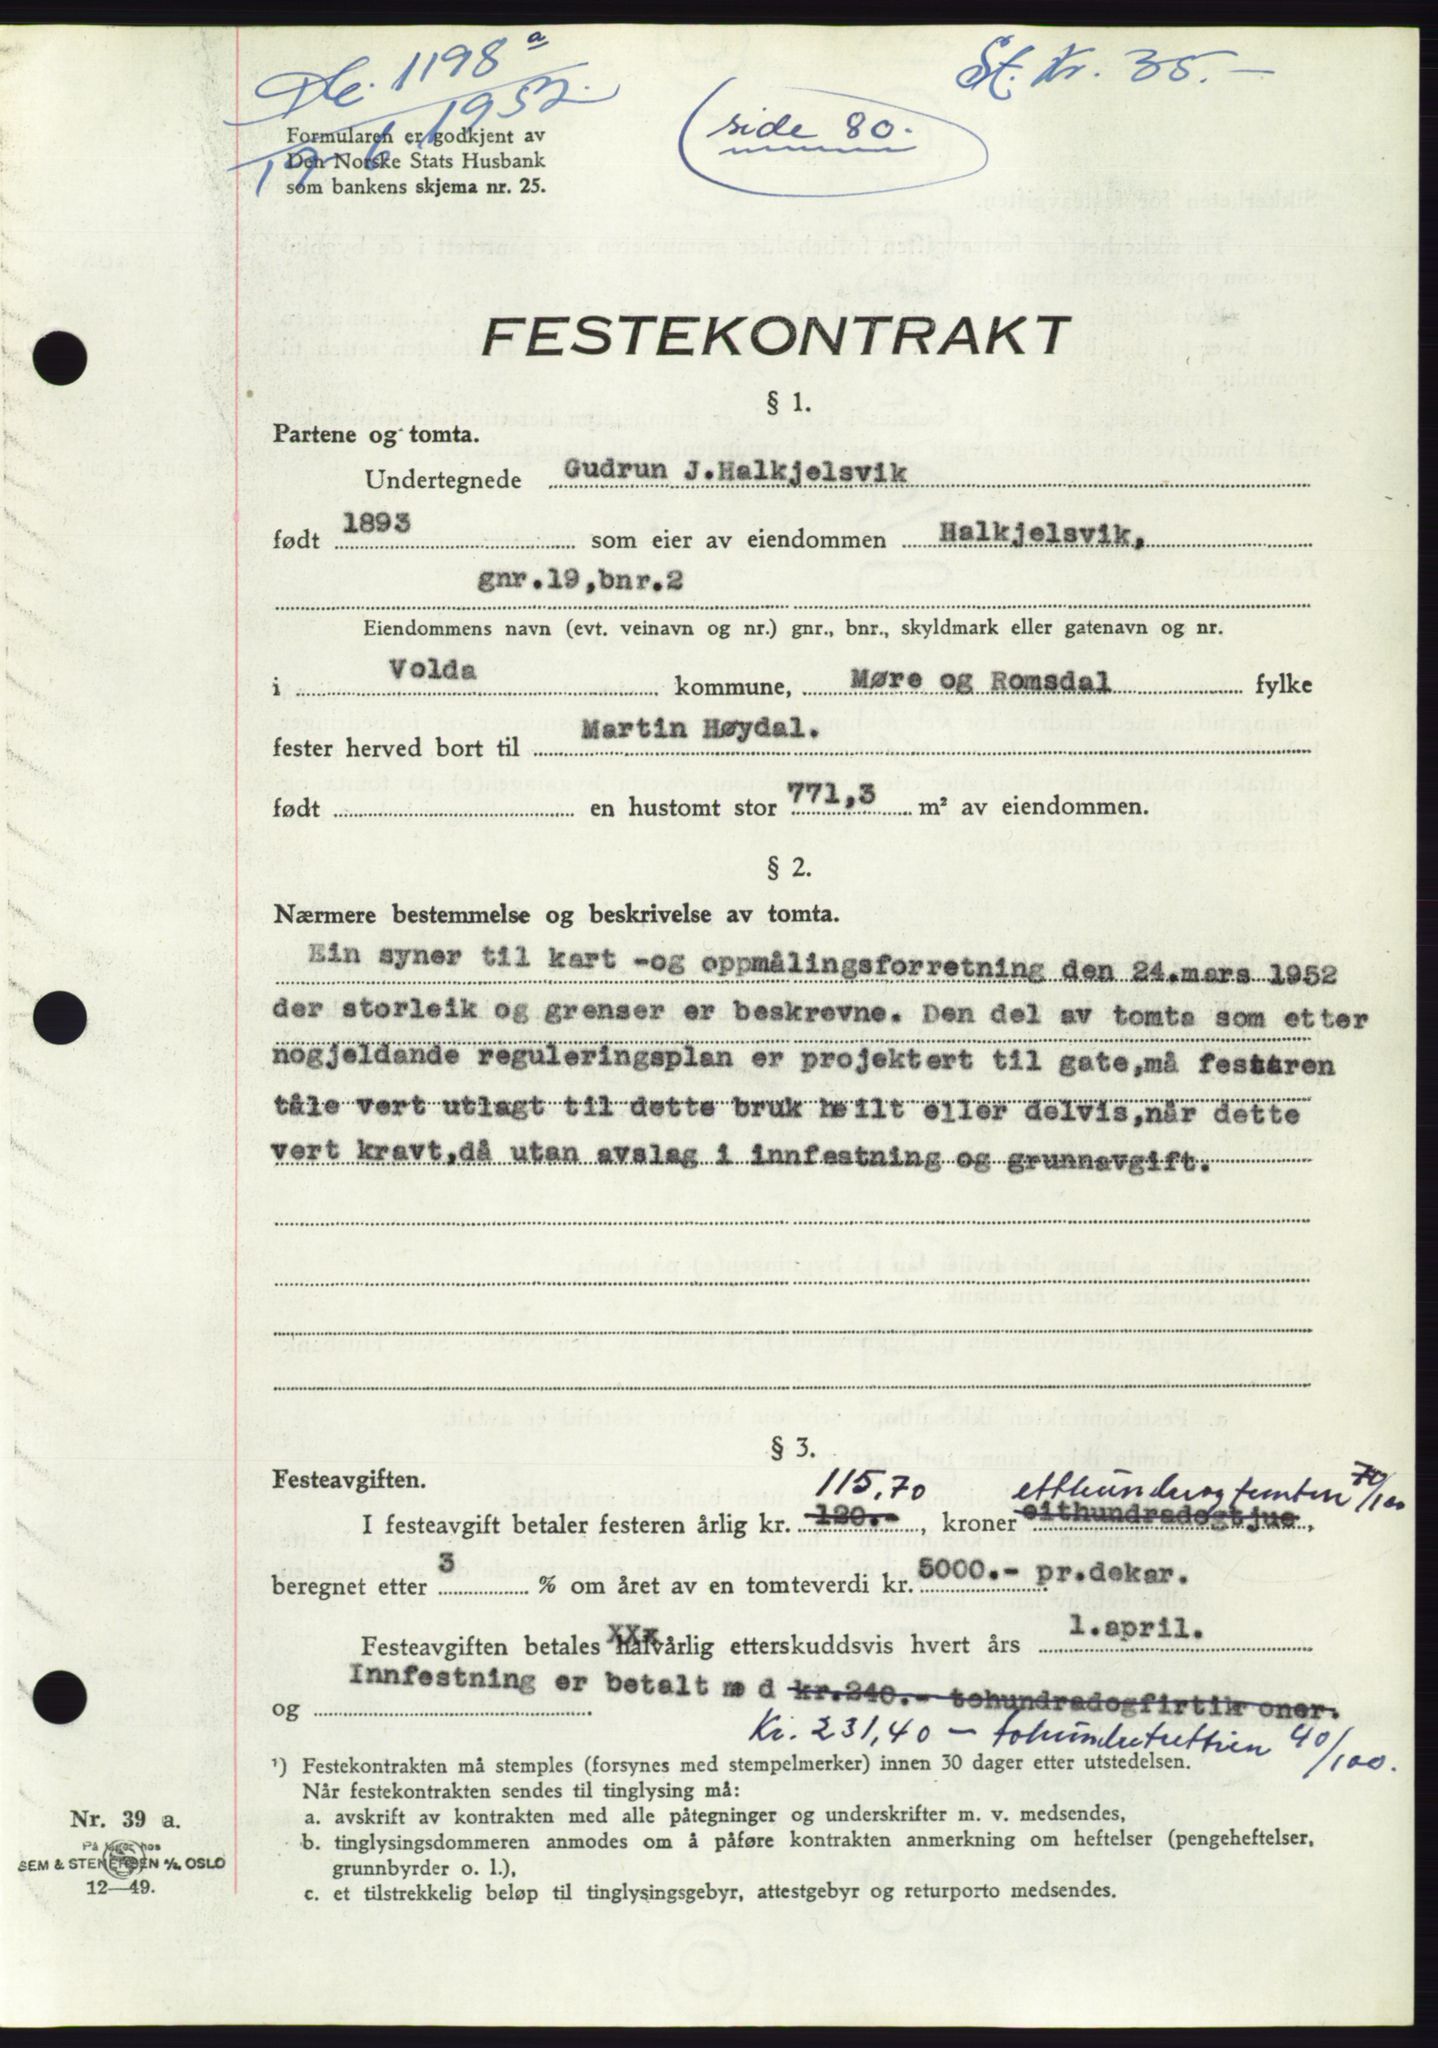 De. 1198 a
19-6-1952.
St. kr. 35.-
(side 80.
Formularen er godkjent av
Den Norske Stats Husbank
som bankens skjema nr. 25.
FESTEKONTRAKT
§ 1.
Partene og tomta.
Undertegnede Gudrun J.Halkjelsvik
født 1893 som eier av eiendommen Halkjelsvik,
gnr.19,bnr.2
Eiendommens navn (evt. veinavn og nr.) gnr., bnr., skyldmark eller gatenavn og nr.
i Volda kommune, Møre og Romsdal fylke
fester herved bort til Martin Høydal.
født en hustomt stor 771,3 m² av eiendommen.
§ 2.
Nærmere bestemmelse og beskrivelse av tomta.
Ein syner til kart -og oppmålingsforretning den 24.mars 1952
der storleik og grenser er beskrevne. Den del av tomta som etter
nogjeldande reguleringsplan er projektert til gate,må festaren
tåle vert utlagt til dette bruk heilt eller delvis,når dette
vert kravt,då utan avslag i innfestning og grunnavgift.
§ 3.
Festeavgiften.
115,70 etthundreogfemten 70/100
I festeavgift betaler festeren årlig kr. 120.- , kroner eithundradogtjue ,
beregnet etter 3 % om året av en tomteverdi kr. 5000.- pr.dekar.
Festeavgiften betales halvårlig etterskuddsvis hvert års 1.april.
og Innfestning er betalt med kr.240.- tohundradogfirtikroner.
Kr. 231,40 - tohundretrettien 40/100.
¹) Festekontrakten må stemples (forsynes med stempelmerker) innen 30 dager etter utstedelsen.
Når festekontrakten sendes til tinglysing må:
a. avskrift av kontrakten med alle påtegninger og underskrifter m. v. medsendes,
b. tinglysingsdommeren anmodes om å påføre kontrakten anmerkning om heftelser (pengeheftelser,
grunnbyrder o. l.),
c. et tilstrekkelig beløp til tinglysingsgebyr, attestgebyr og returporto medsendes.
Nr. 39 a.
På lager hos
SEM & STENERSEN A/S OSLO
12—49.